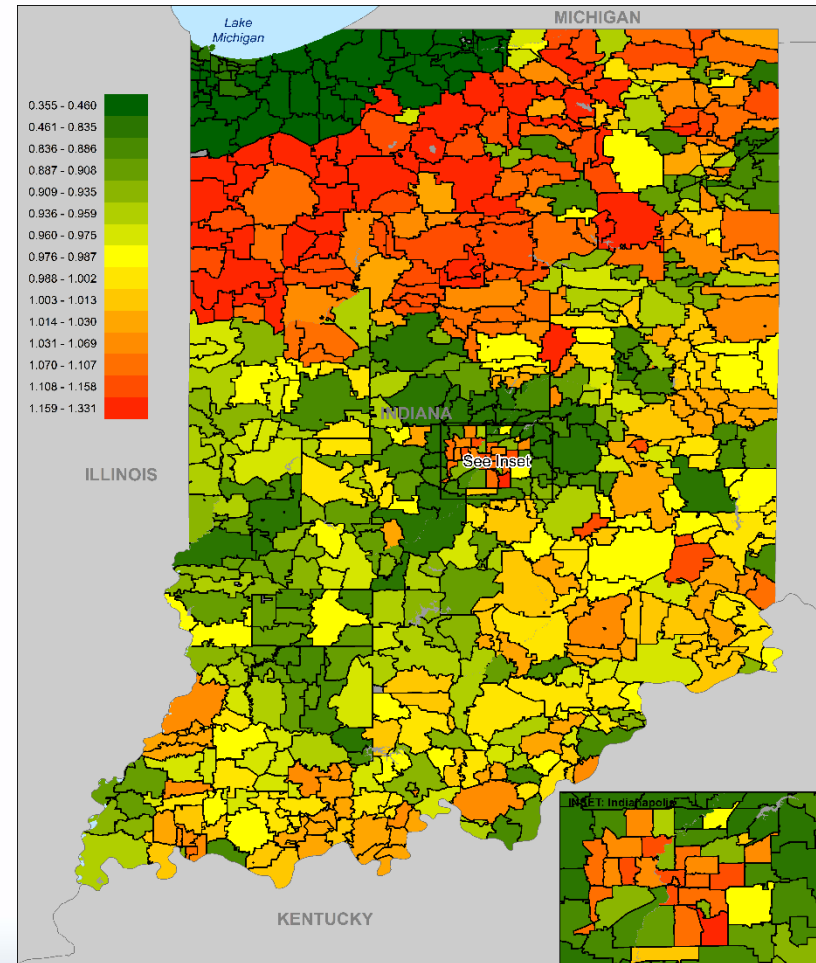 MICHIGAN
Lake
Michigan
0.355 - 0.460
0.461 - 0.835
0.836 - 0.886
0.887 - 0.908
0.909 - 0.935
0.936 - 0.959
0.960 - 0.975
0.976 - 0.987
0.988 - 1.002
1.003 - 1.013
1.014 - 1.030
1.031 - 1.069
1.070 - 1.107
1.108 - 1.158
1.159 - 1.331
INDIANA
See Inset
ILLINOIS
INSET: Indianapolis
KENTUCKY